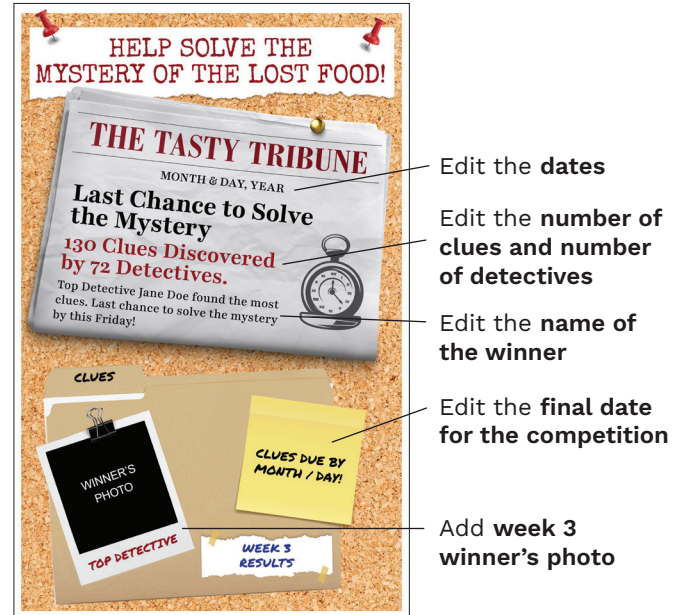 HELP SOLVE THE
MYSTERY OF THE LOST FOOD!
THE TASTY TRIBUNE
MONTH & DAY, YEAR
Last Chance to Solve
the Mystery
130 Clues Discovered
by 72 Detectives.
Top Detective Jane Doe found the most
clues. Last chance to solve the mystery
by this Friday!
CLUES
WINNER'S
PHOTO
TOP DETECTIVE
CLUES DUE BY
MONTH / DAY!
WEEK 3
RESULTS
Edit the dates
Edit the number of
clues and number
of detectives
Edit the name of
the winner
Edit the final date
for the competition
Add week 3
winner's photo